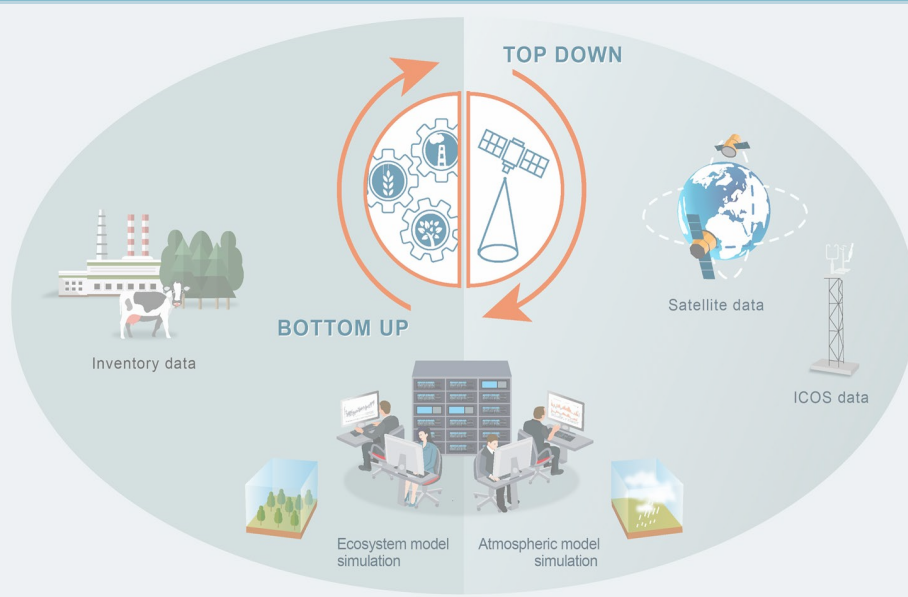 TOP DOWN
BOTTOM UP
Inventory data
Satellite data
ICOS data
Ecosystem model
simulation
Atmospheric model
simulation